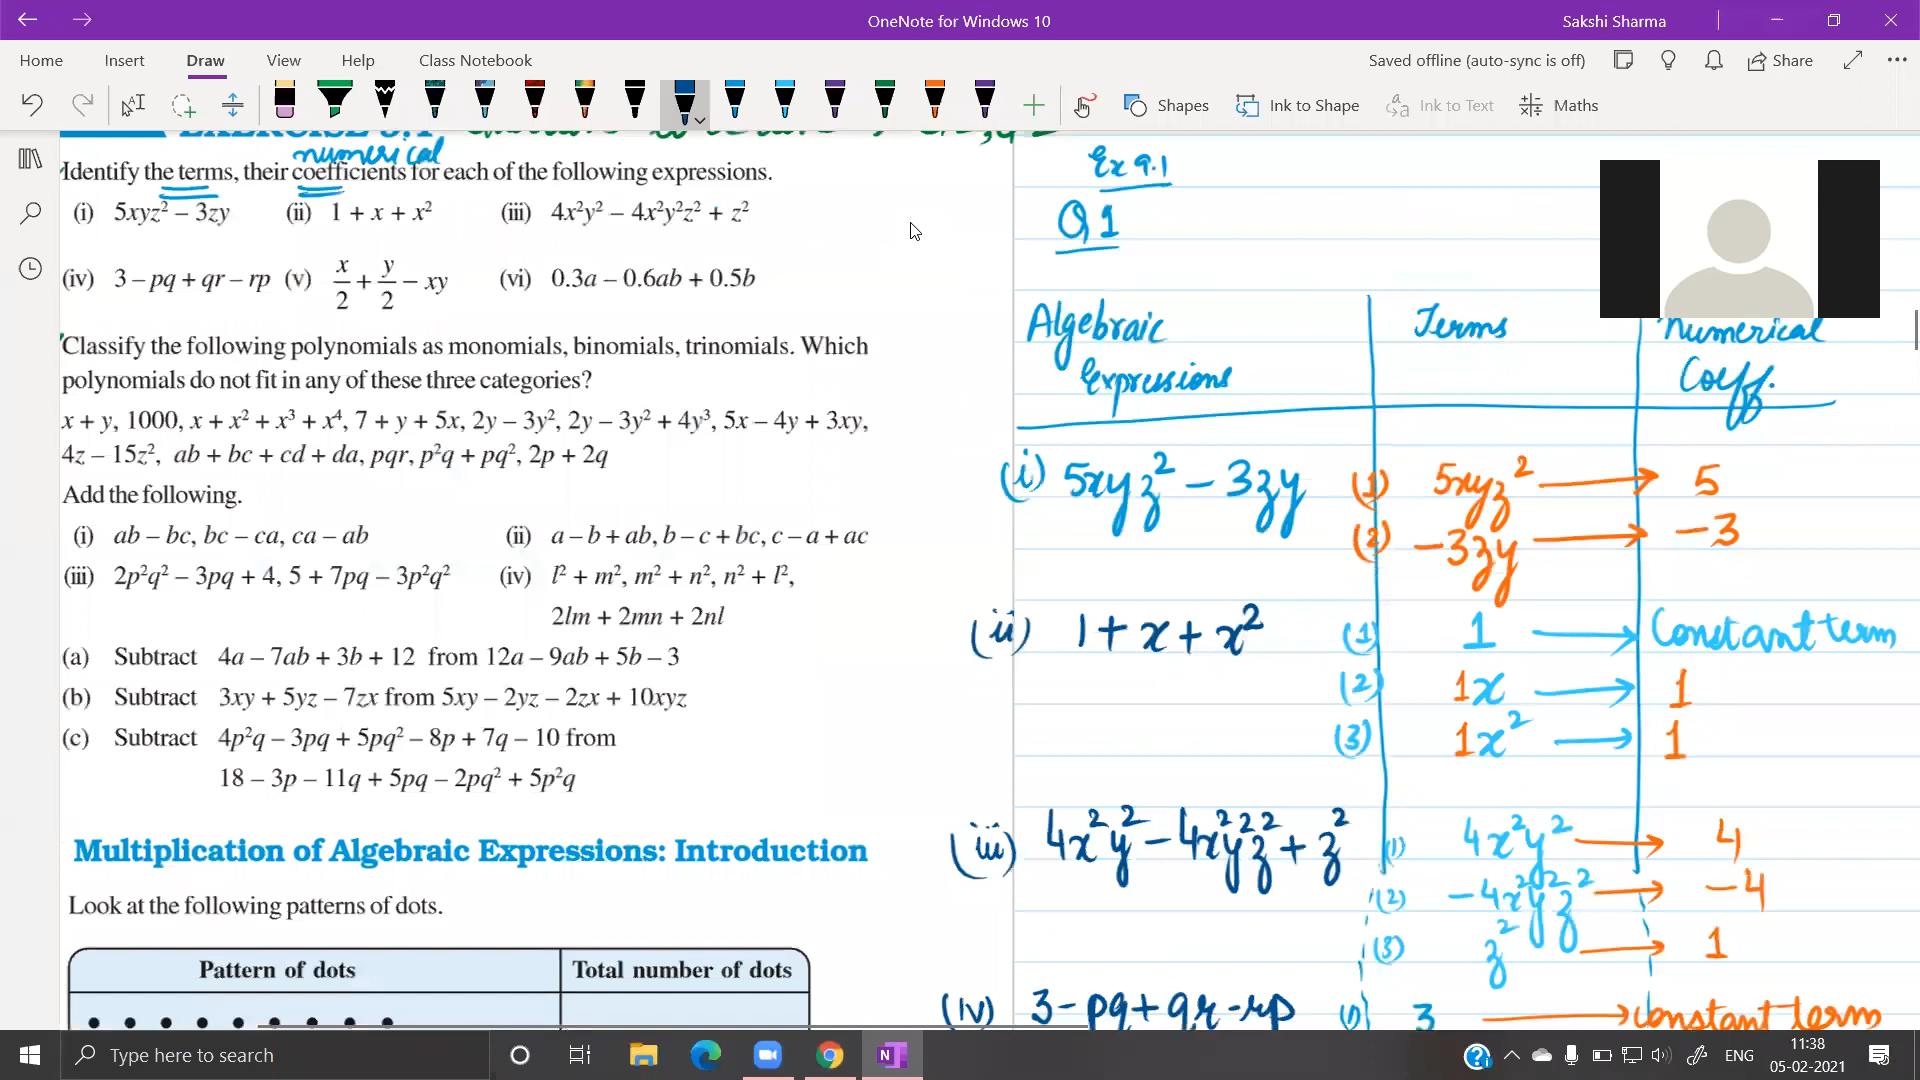 OneNote for Windows 10
Sakshi Sharma
Home Insert Draw View Help Class Notebook
Saved offline (auto-sync is off) Share
Shapes Ink to Shape Ink to Text Maths
numerical
Identify the terms, their coefficients for each of the following expressions.
(i) 5xyz² – 3zy (ii) 1 + x + x² (iii) 4x²y² – 4x²y²z² + z²
(iv) 3 – pq + qr – rp (v) x/2 + y/2 – xy (vi) 0.3a – 0.6ab + 0.5b
Classify the following polynomials as monomials, binomials, trinomials. Which
polynomials do not fit in any of these three categories?
x + y, 1000, x + x² + x³ + x⁴, 7 + y + 5x, 2y – 3y², 2y – 3y² + 4y³, 5x – 4y + 3xy,
4z – 15z², ab + bc + cd + da, pqr, p²q + pq², 2p + 2q
Add the following.
(i) ab – bc, bc – ca, ca – ab (ii) a – b + ab, b – c + bc, c – a + ac
(iii) 2p²q² – 3pq + 4, 5 + 7pq – 3p²q² (iv) l² + m², m² + n², n² + l²,
2lm + 2mn + 2nl
(a) Subtract 4a – 7ab + 3b + 12 from 12a – 9ab + 5b – 3
(b) Subtract 3xy + 5yz – 7zx from 5xy – 2yz – 2zx + 10xyz
(c) Subtract 4p²q – 3pq + 5pq² – 8p + 7q – 10 from
18 – 3p – 11q + 5pq – 2pq² + 5p²q
Multiplication of Algebraic Expressions: Introduction
Look at the following patterns of dots.
Pattern of dots Total number of dots
Ex 9.1
Q1
Algebraic Expressions Terms Numerical Coeff.
(i) 5xyz² – 3zy (1) 5xyz² → 5
(2) –3zy → –3
(ii) 1 + x + x² (1) 1 → Constant term
(2) 1x → 1
(3) 1x² → 1
(iii) 4x²y² – 4x²y²z² + z² (1) 4x²y² → 4
(2) –4x²y²z² → –4
(3) z² → 1
(iv) 3 – pq + qr – rp (1) 3 → constant term
Type here to search
ENG
11:38
05-02-2021